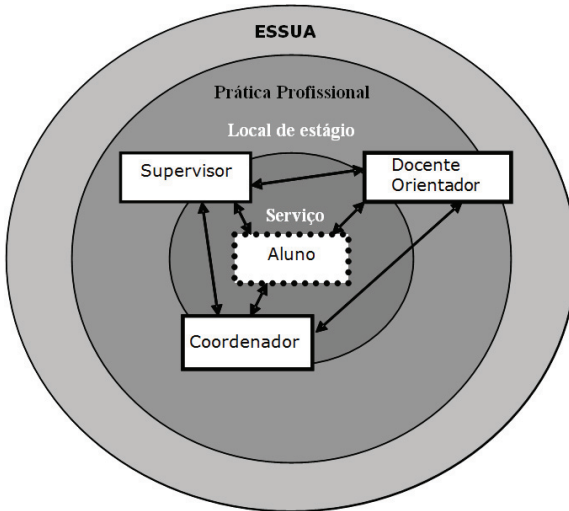 ESSUA
Prática Profissional
Local de estágio
Supervisor
Docente
Orientador
Serviço
Aluno
Coordenador